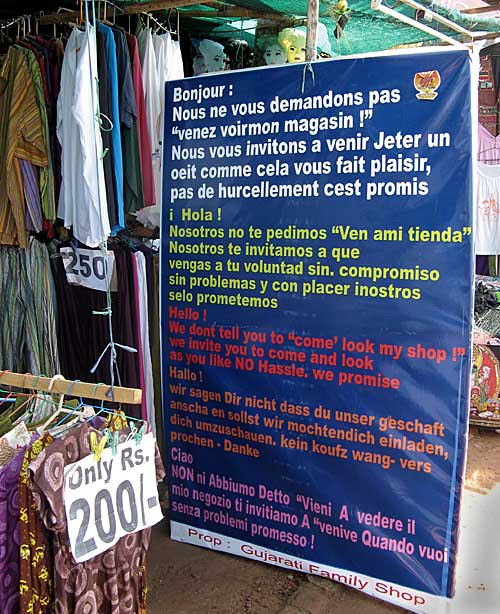 Bonjour :
Nous ne vous demandons pas
“venez voirmon magasin !”
Nous vous invitons a venir Jeter un
oeit comme cela vous fait plaisir,
pas de hurcellement cest promis
i Hola !
Nosotros no te pedimos “Ven ami tienda”
Nosotros te invitamos a que
vengas a tu voluntad sin. compromiso
sin problemas y con placer inostros
selo prometemos
Hello !
We dont tell you to “come’ look my shop !”
we invite you to come and look
as you like NO Hassle. we promise
Hallo !
wir sagen Dir nicht dass du unser geschaft
anscha en sollst wir mochtendich einladen,
dich umzuschauen. kein koufz wang- vers
prochen - Danke
Ciao
NON ni Abbiumo Detto “Vieni A vedere il
mio negozio ti invitiamo A “venive Quando vuoi
senza problemi promesso !
Prop : Gujarati Family Shop
250
Only Rs.
200/-